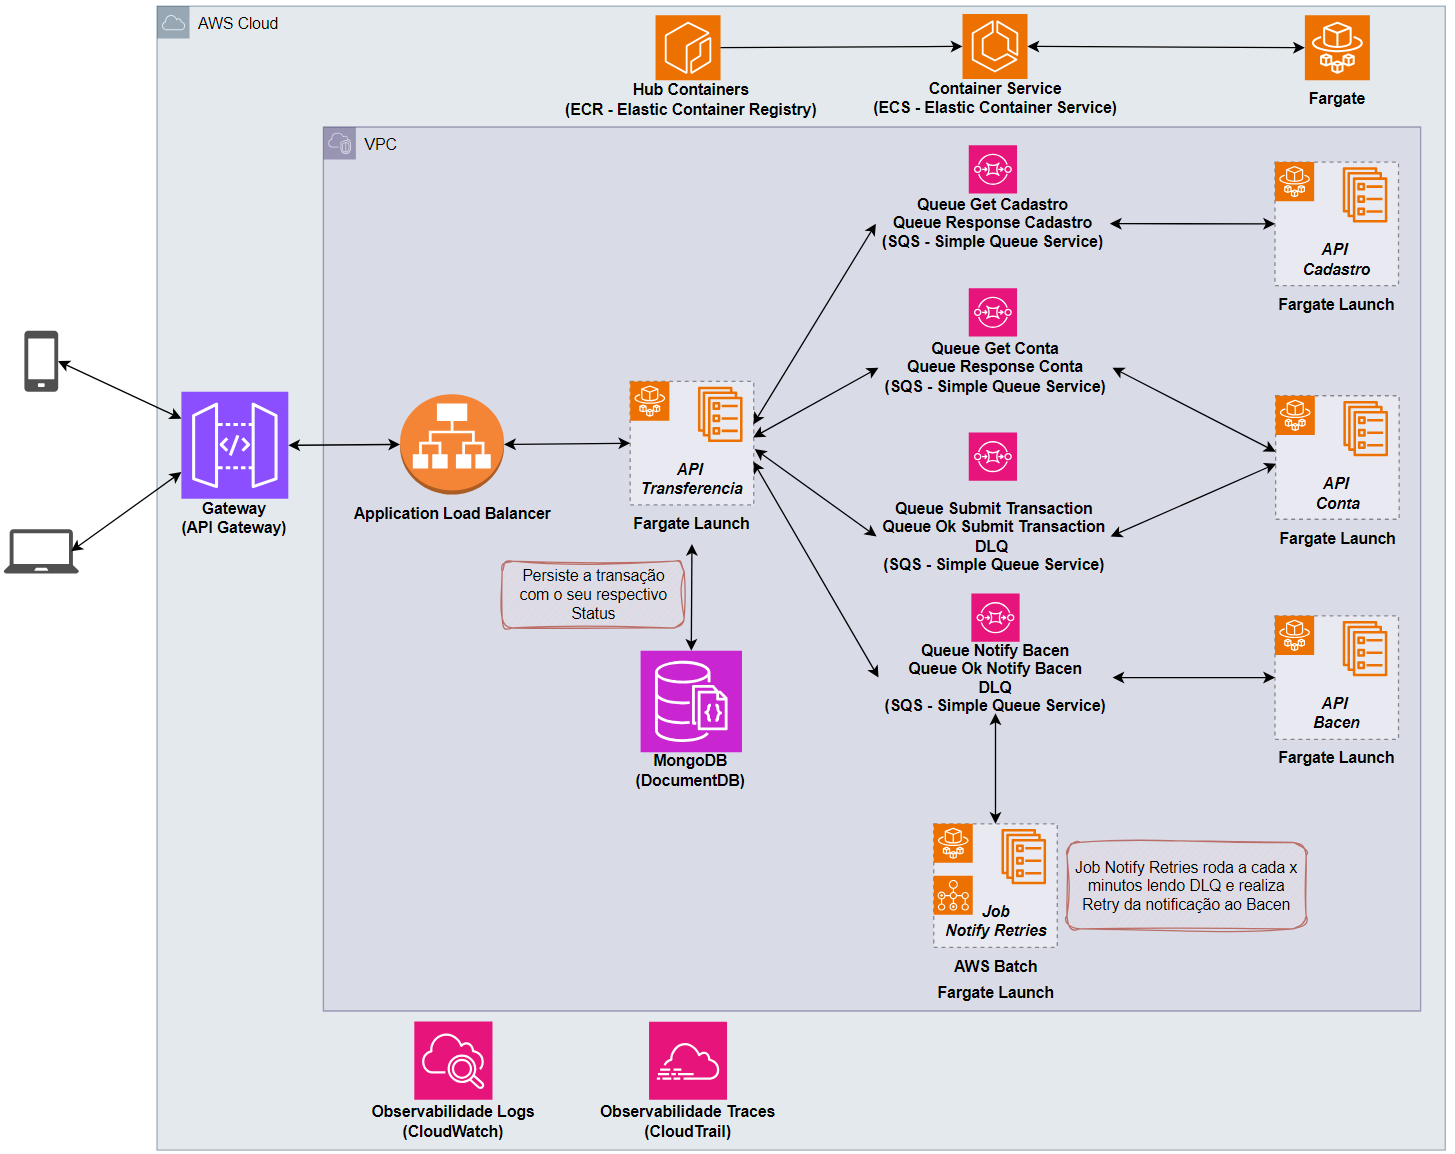 AWS Cloud
Hub Containers
(ECR - Elastic Container Registry)
Container Service
(ECS - Elastic Container Service)
Fargate
VPC
Queue Get Cadastro
Queue Response Cadastro
(SQS - Simple Queue Service)
API
Cadastro
Fargate Launch
Queue Get Conta
Queue Response Conta
(SQS - Simple Queue Service)
Gateway
(API Gateway)
Application Load Balancer
API
Transferencia
Fargate Launch
Queue Submit Transaction
Queue Ok Submit Transaction
DLQ
(SQS - Simple Queue Service)
API
Conta
Fargate Launch
Persiste a transação
com o seu respectivo
Status
MongoDB
(DocumentDB)
Queue Notify Bacen
Queue Ok Notify Bacen
DLQ
(SQS - Simple Queue Service)
API
Bacen
Fargate Launch
Job
Notify Retries
AWS Batch
Fargate Launch
Job Notify Retries roda a cada x
minutos lendo DLQ e realiza
Retry da notificação ao Bacen
Observabilidade Logs
(CloudWatch)
Observabilidade Traces
(CloudTrail)